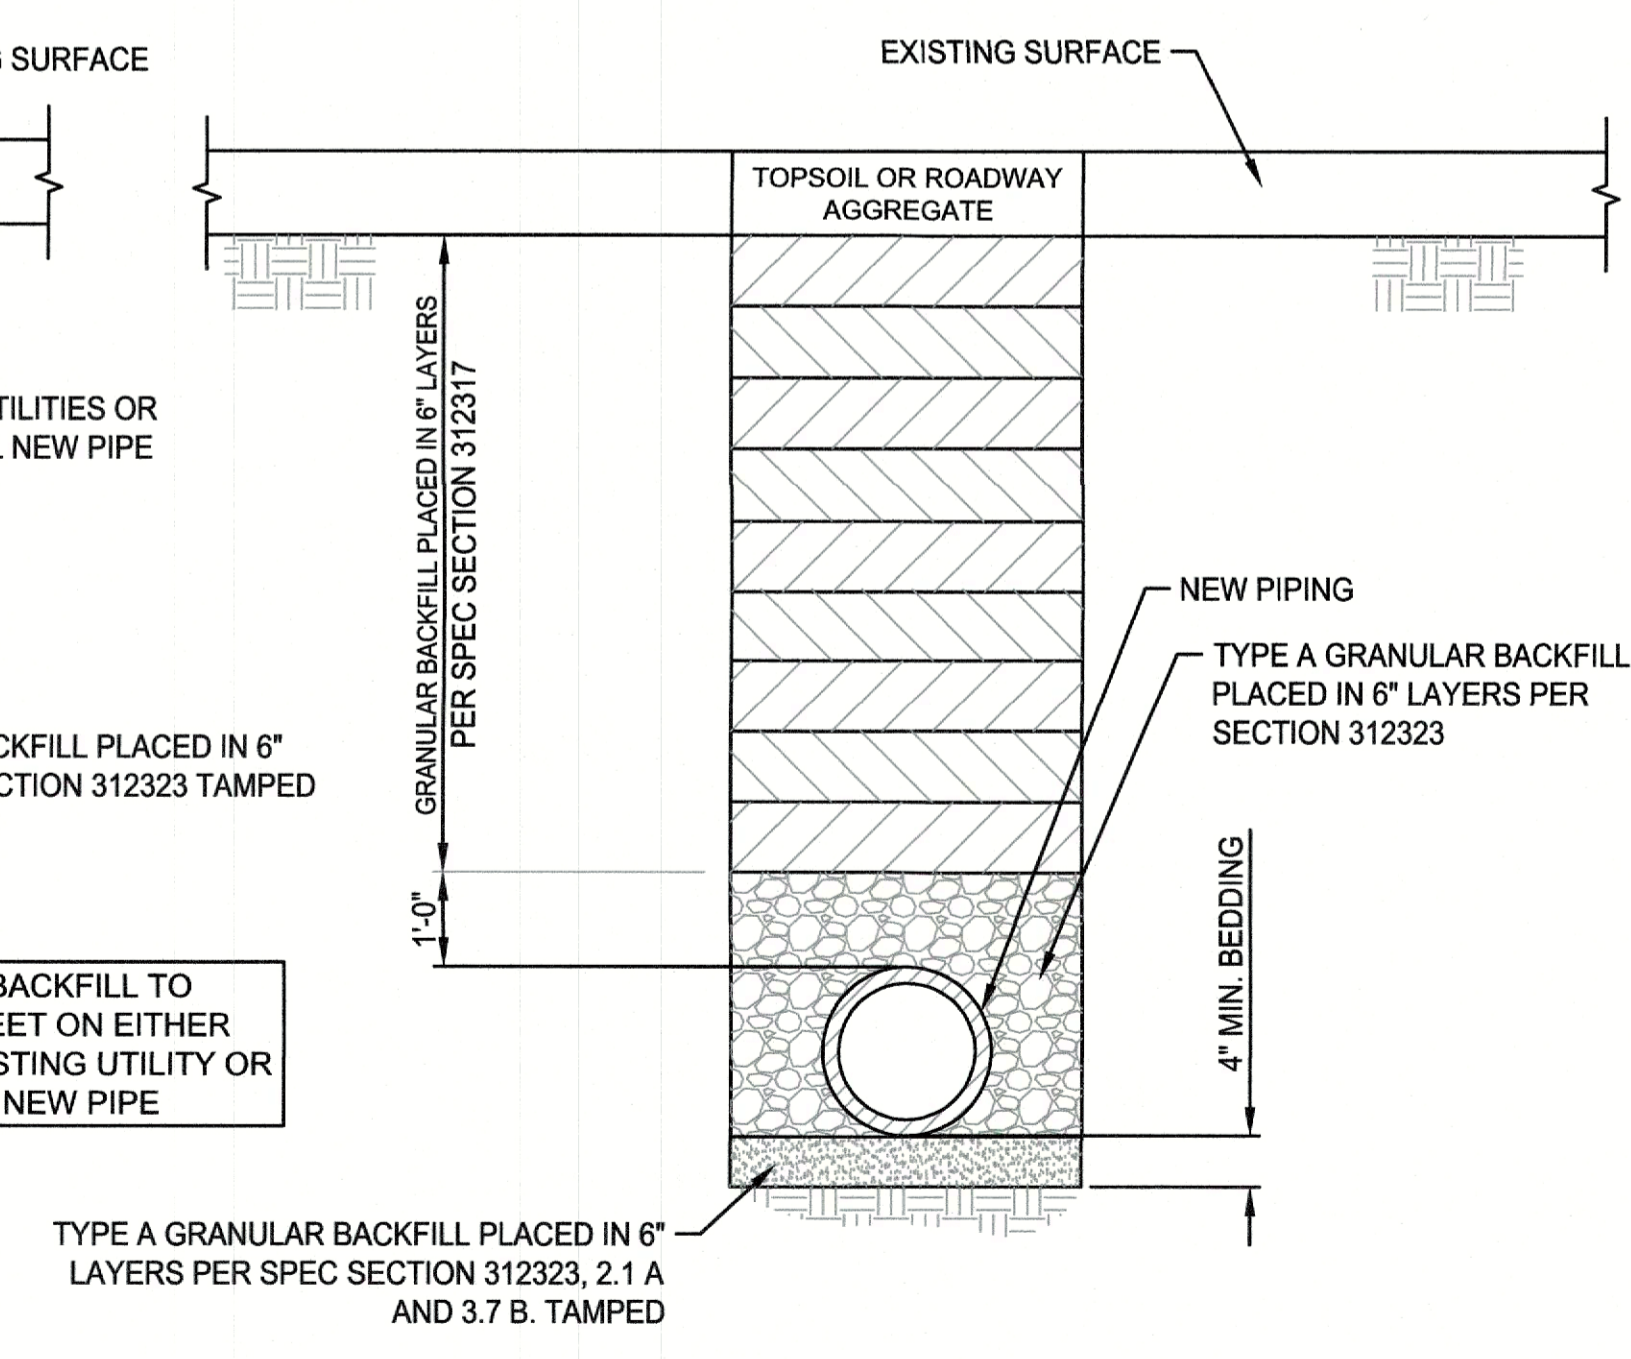 G SURFACE
EXISTING SURFACE
TOPSOIL OR ROADWAY
AGGREGATE
GRANULAR BACKFILL PLACED IN 6" LAYERS
PER SPEC SECTION 312317
TILITIES OR
NEW PIPE
NEW PIPING
TYPE A GRANULAR BACKFILL
PLACED IN 6" LAYERS PER
SECTION 312323
CKFILL PLACED IN 6"
CTION 312323 TAMPED
1'-0"
4" MIN. BEDDING
BACKFILL TO
EET ON EITHER
STING UTILITY OR
NEW PIPE
TYPE A GRANULAR BACKFILL PLACED IN 6"
LAYERS PER SPEC SECTION 312323, 2.1 A
AND 3.7 B. TAMPED